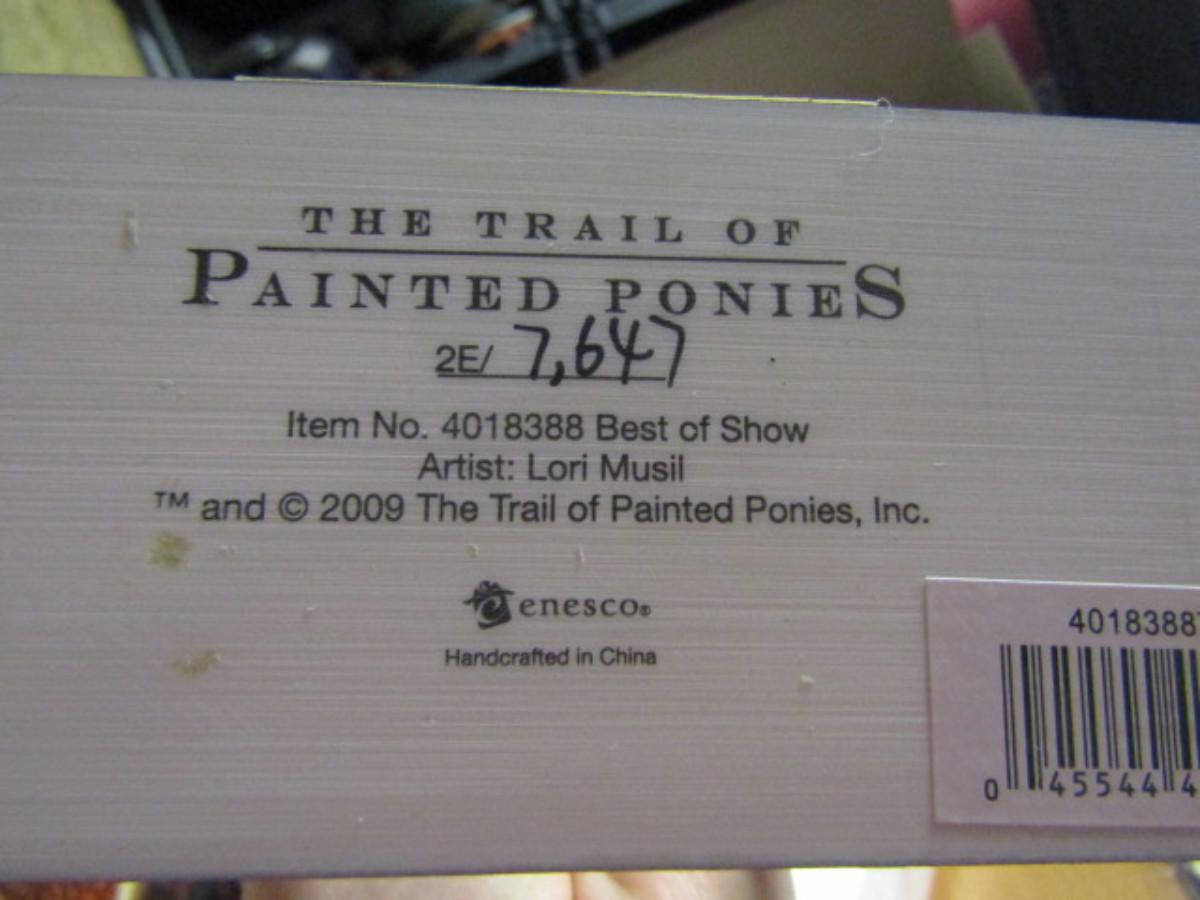 THE TRAIL OF
PAINTED PONIES
2E/ 7,647
Item No. 4018388 Best of Show
Artist: Lori Musil
™ and © 2009 The Trail of Painted Ponies, Inc.
enesco®
Handcrafted in China
4018388
0 45544 4